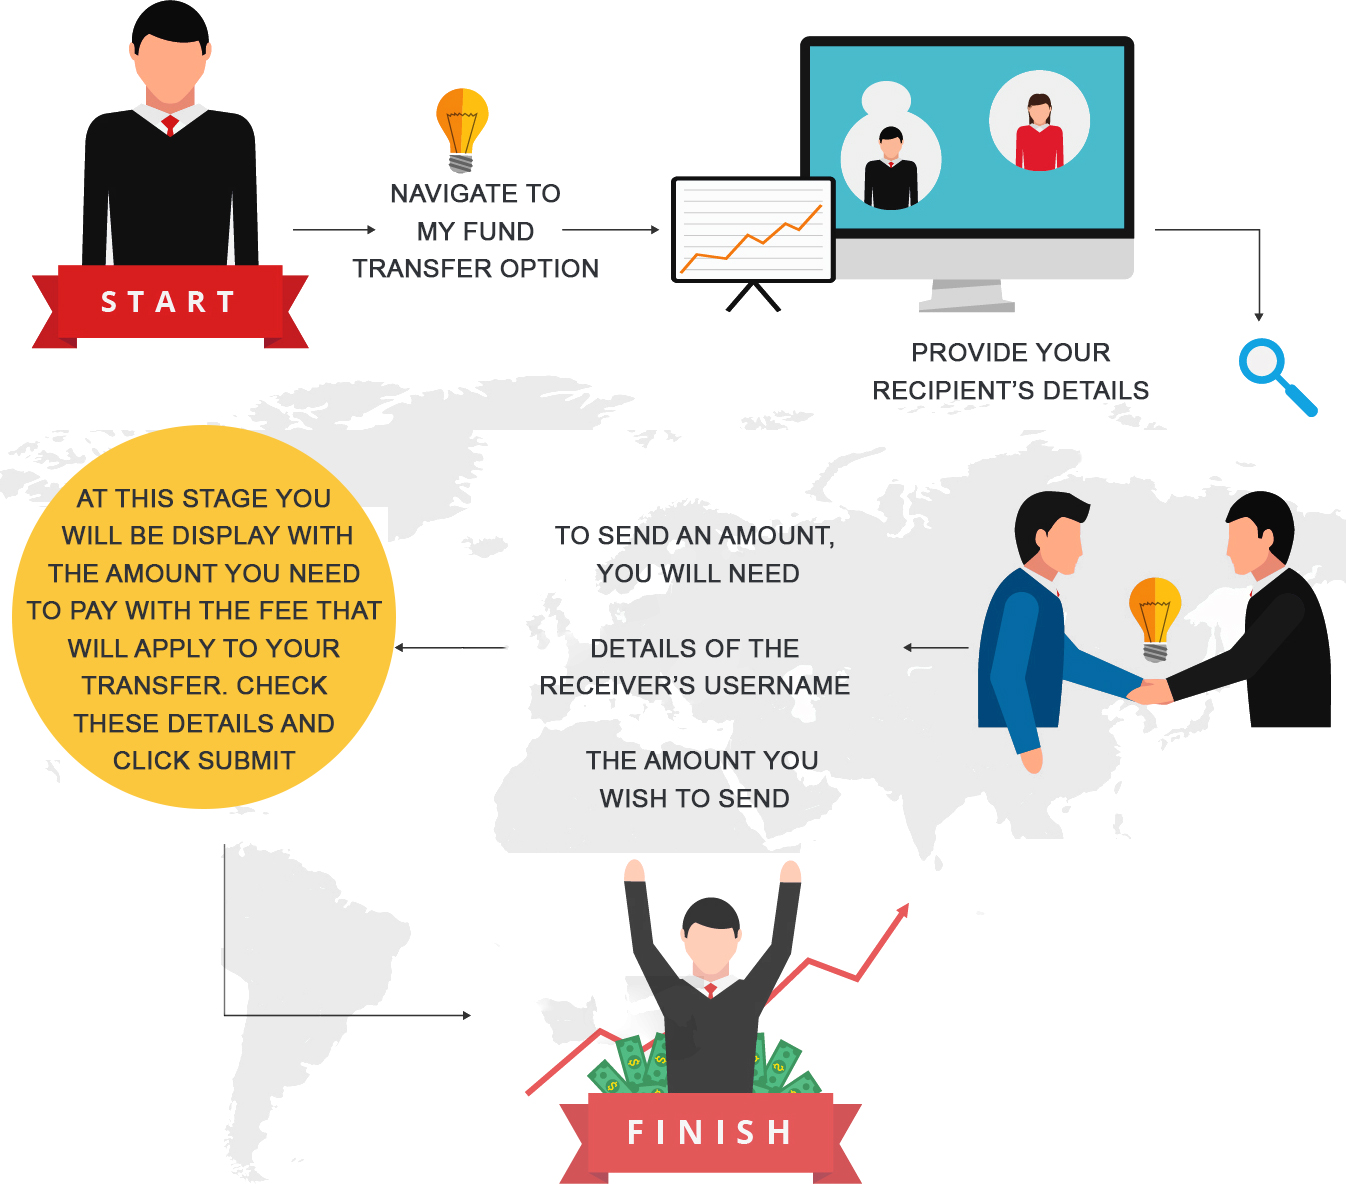 START
NAVIGATE TO
MY FUND
TRANSFER OPTION
PROVIDE YOUR
RECIPIENT'S DETAILS
TO SEND AN AMOUNT,
YOU WILL NEED
DETAILS OF THE
RECEIVER'S USERNAME
THE AMOUNT YOU
WISH TO SEND
AT THIS STAGE YOU
WILL BE DISPLAY WITH
THE AMOUNT YOU NEED
TO PAY WITH THE FEE THAT
WILL APPLY TO YOUR
TRANSFER. CHECK
THESE DETAILS AND
CLICK SUBMIT
FINISH